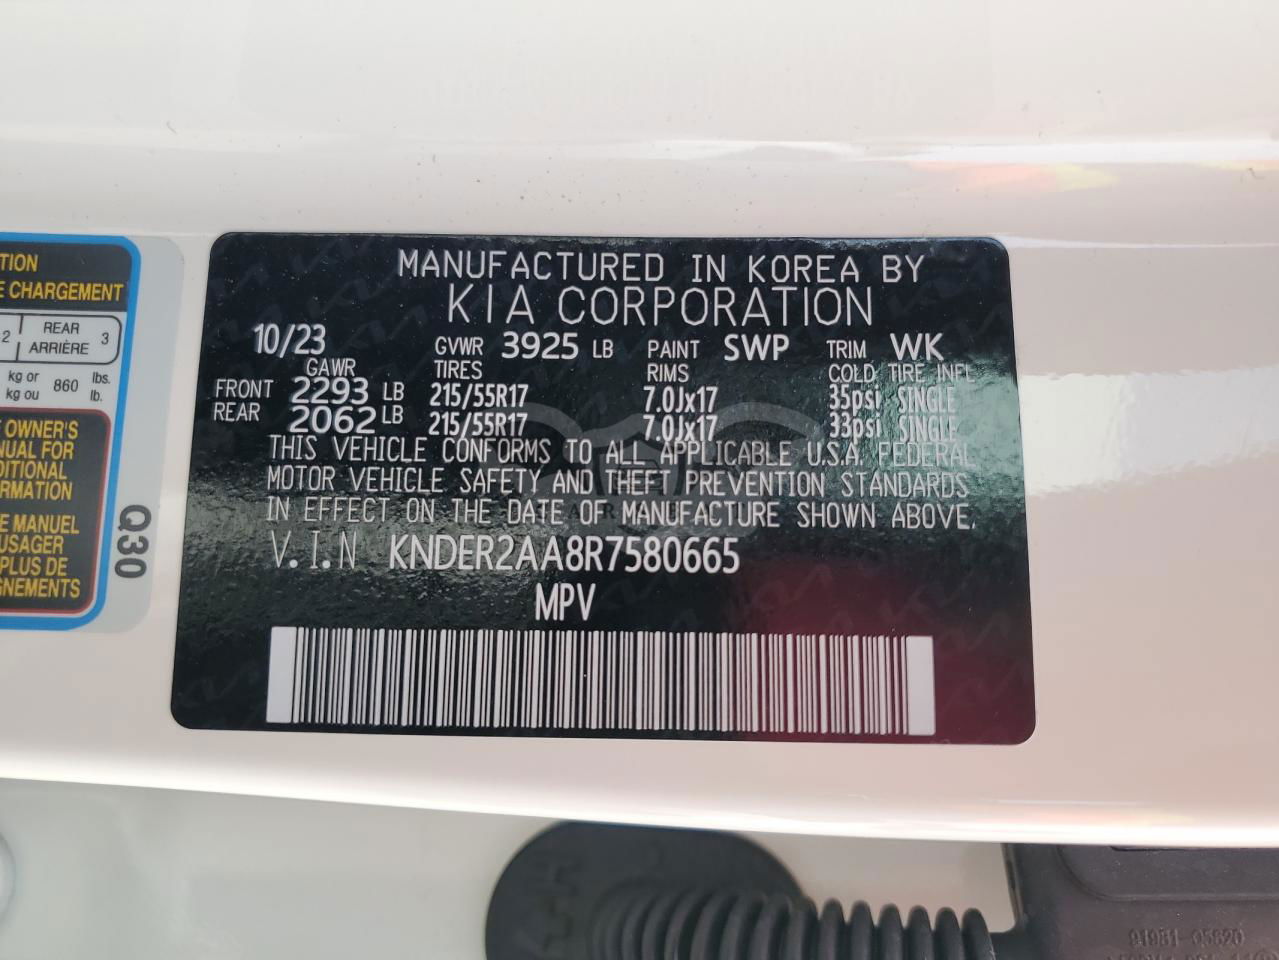 MANUFACTURED IN KOREA BY
KIA CORPORATION
10/23 GVWR 3925 LB PAINT SWP TRIM WK
GAWR TIRES RIMS COLD TIRE INFL
FRONT 2293 LB 215/55R17 7.0Jx17 35psi SINGLE
REAR 2062 LB 215/55R17 7.0Jx17 33psi SINGLE
THIS VEHICLE CONFORMS TO ALL APPLICABLE U.S.A. FEDERAL
MOTOR VEHICLE SAFETY AND THEFT PREVENTION STANDARDS
IN EFFECT ON THE DATE OF MANUFACTURE SHOWN ABOVE.
V.I.N KNDER2AA8R7580665
MPV
TION
E CHARGEMENT
2 REAR 3
ARRIÈRE
kg or 860 lbs.
kg ou lb.
OWNER'S
NUAL FOR
DITIONAL
RMATION
E MANUEL
USAGER
PLUS DE
GNEMENTS
Q30
91981-Q5820